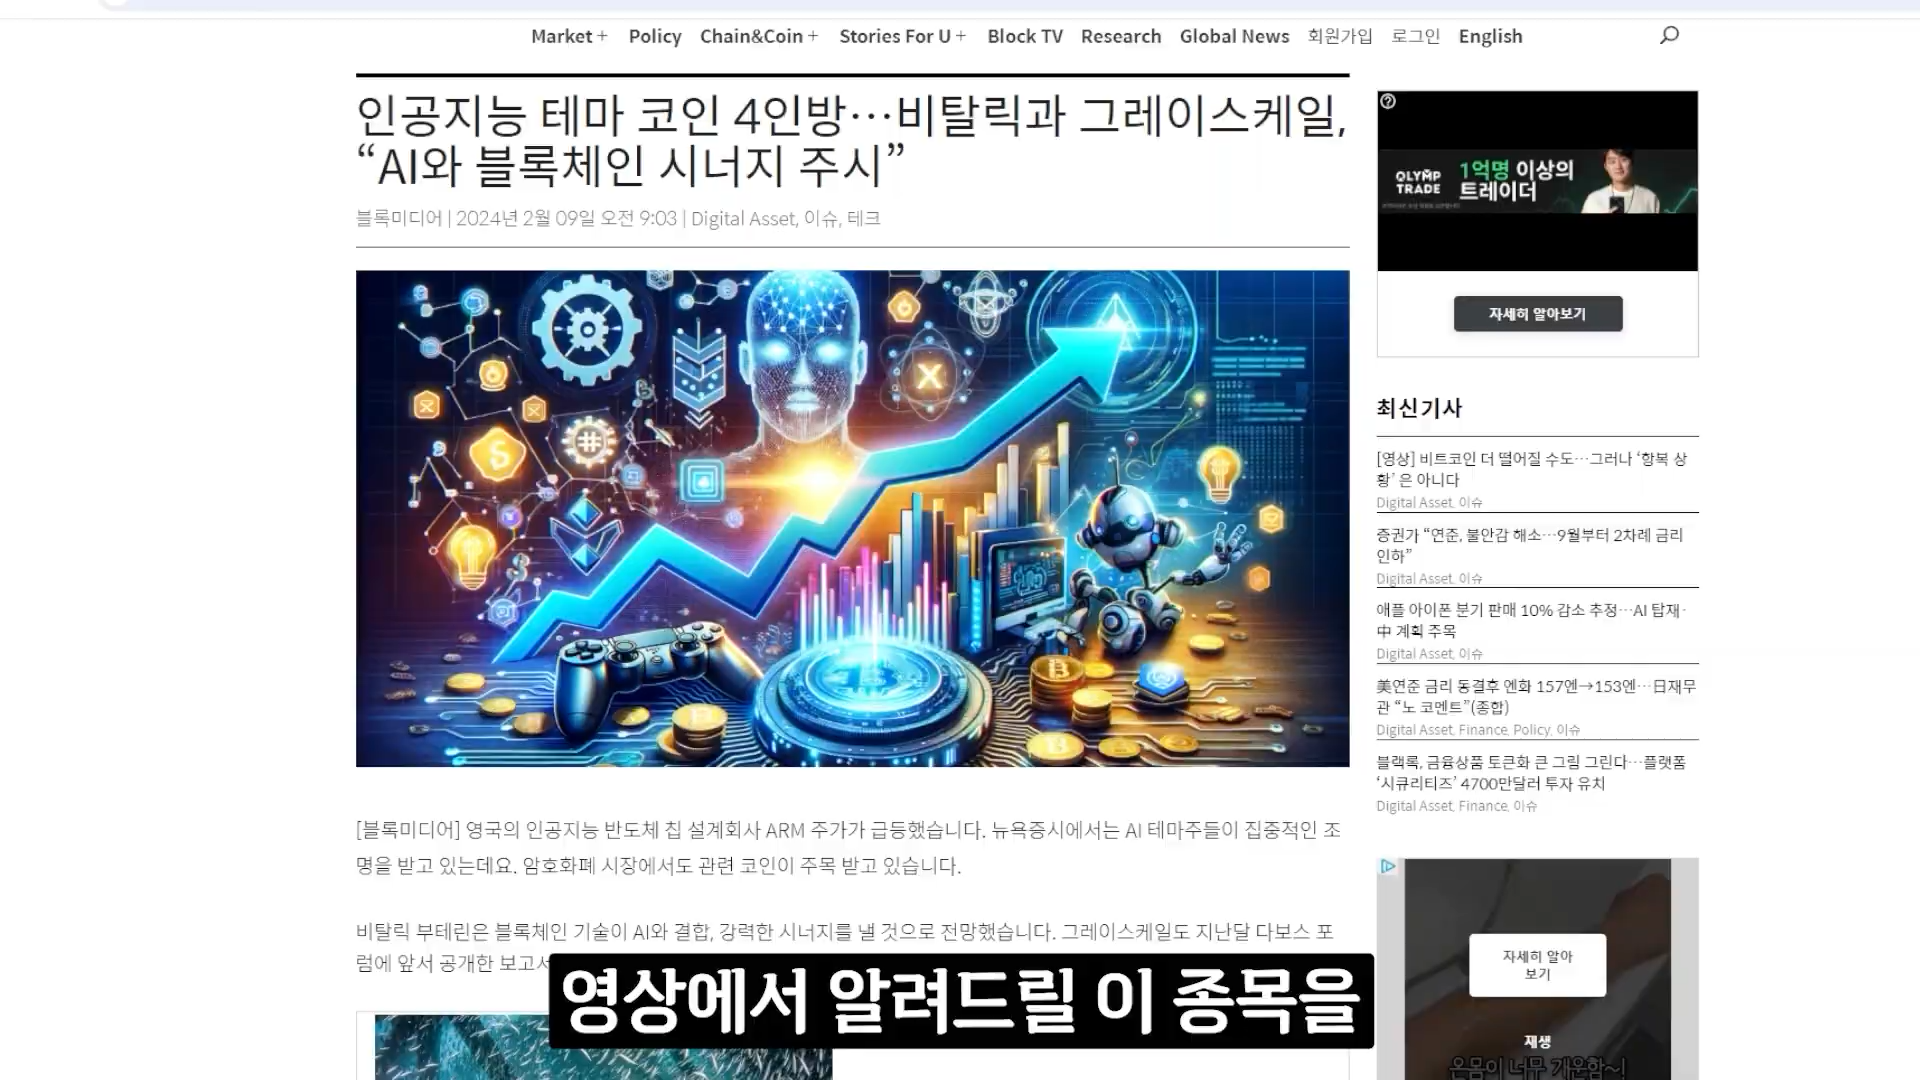 Market + Policy Chain&Coin + Stories For U + Block TV Research Global News 회원가입 로그인 English
인공지능 테마 코인 4인방…비탈릭과 그레이스케일,
“AI와 블록체인 시너지 주시”
블록미디어 | 2024년 2월 09일 오전 9:03 | Digital Asset, 이슈, 테크
[블록미디어] 영국의 인공지능 반도체 칩 설계회사 ARM 주가가 급등했습니다. 뉴욕증시에서는 AI 테마주들이 집중적인 조
명을 받고 있는데요. 암호화폐 시장에서도 관련 코인이 주목 받고 있습니다.
비탈릭 부테린은 블록체인 기술이 AI와 결합, 강력한 시너지를 낼 것으로 전망했습니다. 그레이스케일도 지난달 다보스 포
럼에 앞서 공개한 보고서
영상에서 알려드릴 이 종목을
OLYMP
TRADE
1억명 이상의
트레이더
자세히 알아보기
최신기사
[영상] 비트코인 더 떨어질 수도…그러나 ‘항복 상
황’ 은 아니다
Digital Asset, 이슈
증권가 “연준, 불안감 해소…9월부터 2차례 금리
인하”
Digital Asset, 이슈
애플 아이폰 분기 판매 10% 감소 추정…AI 탑재·
中 계획 주목
Digital Asset, 이슈
美연준 금리 동결후 엔화 157엔→153엔…日재무
관 “노 코멘트”(종합)
Digital Asset, Finance, Policy, 이슈
블랙록, 금융상품 토큰화 큰 그림 그린다…플랫폼
‘시큐리티즈’ 4700만달러 투자 유치
Digital Asset, Finance, 이슈
자세히 알아
보기
재생
온몸이 너무 개운함~!